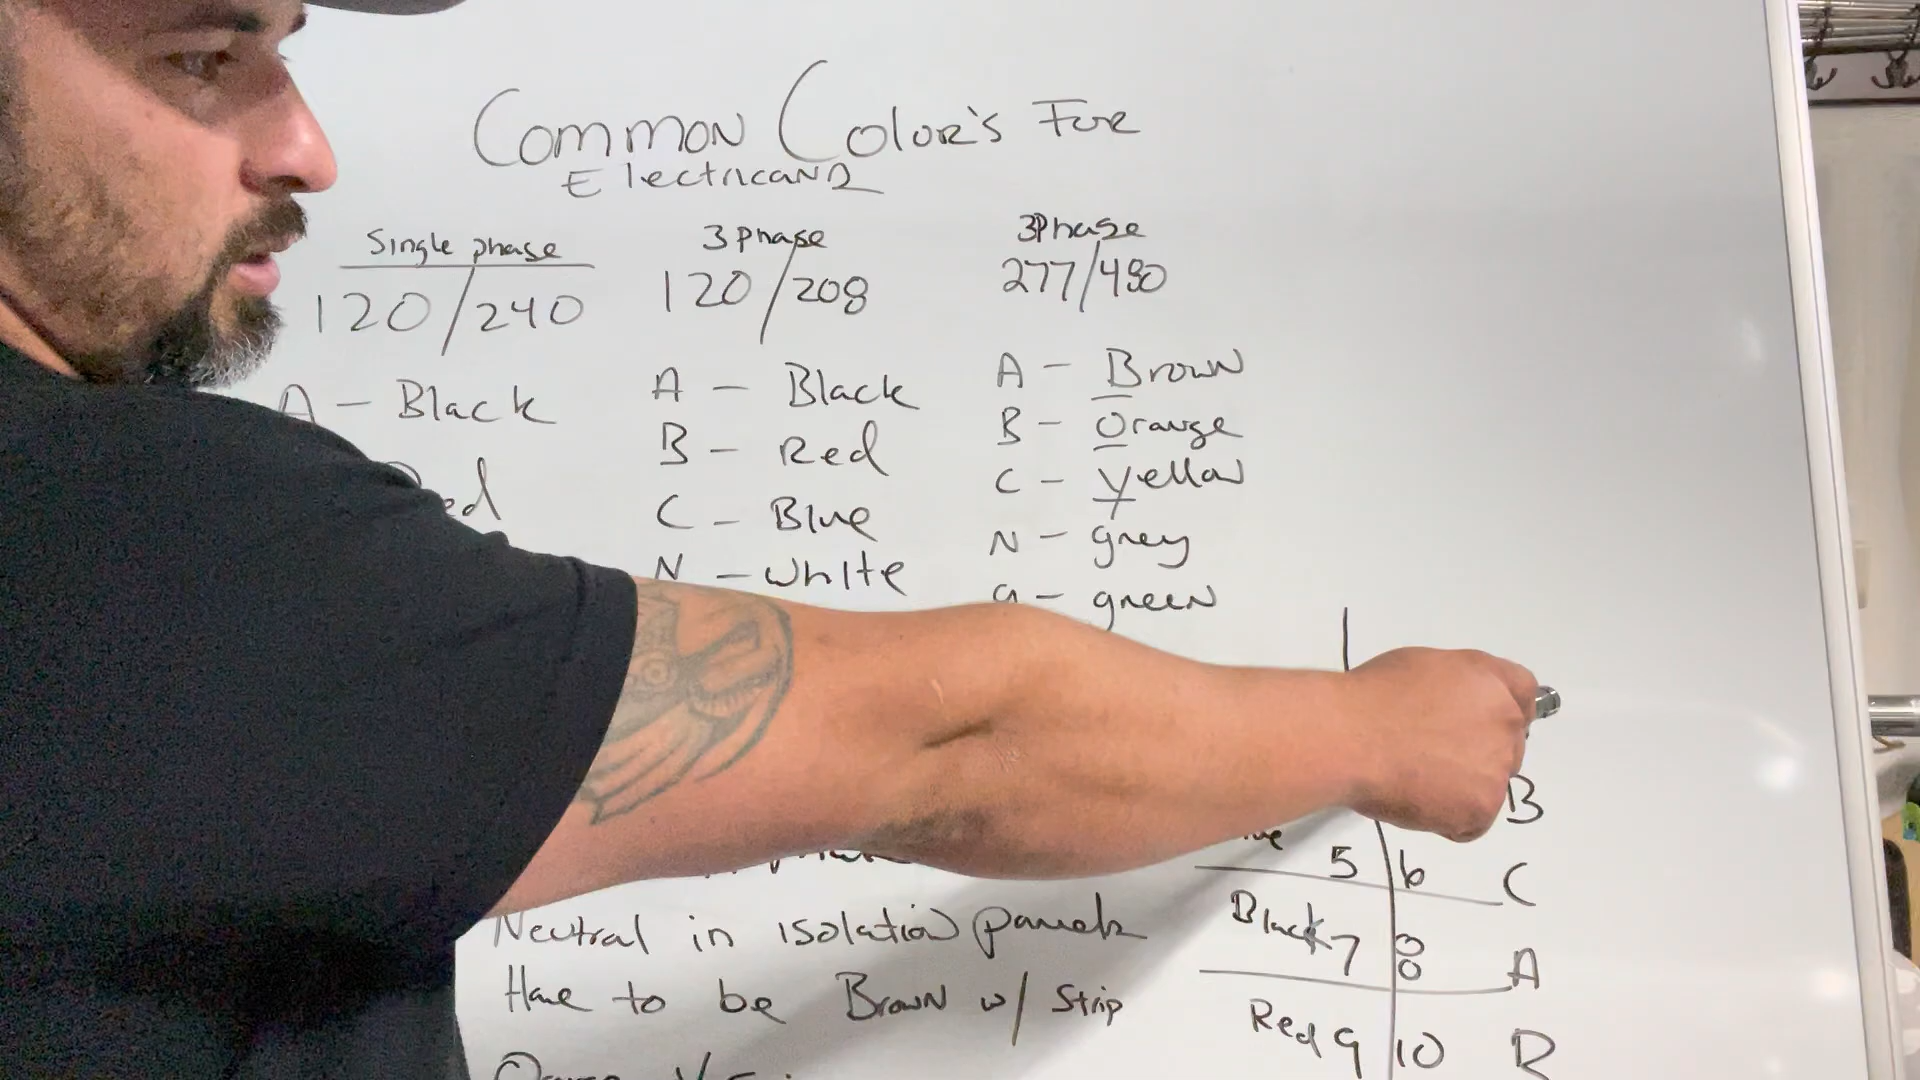 Common Color's For
Electrican2
Single phase
120/240
A - Black
3 phase
120/208
A - Black
B - Red
C - Blue
N - White
3Phase
277/480
A - Brown
B - Orange
C - Yellow
N - grey
G - green
Neutral in isolation panels
Have to be Brown w/ Strip
B
5 6 C
Black 7 8 A
Red 9 10 B